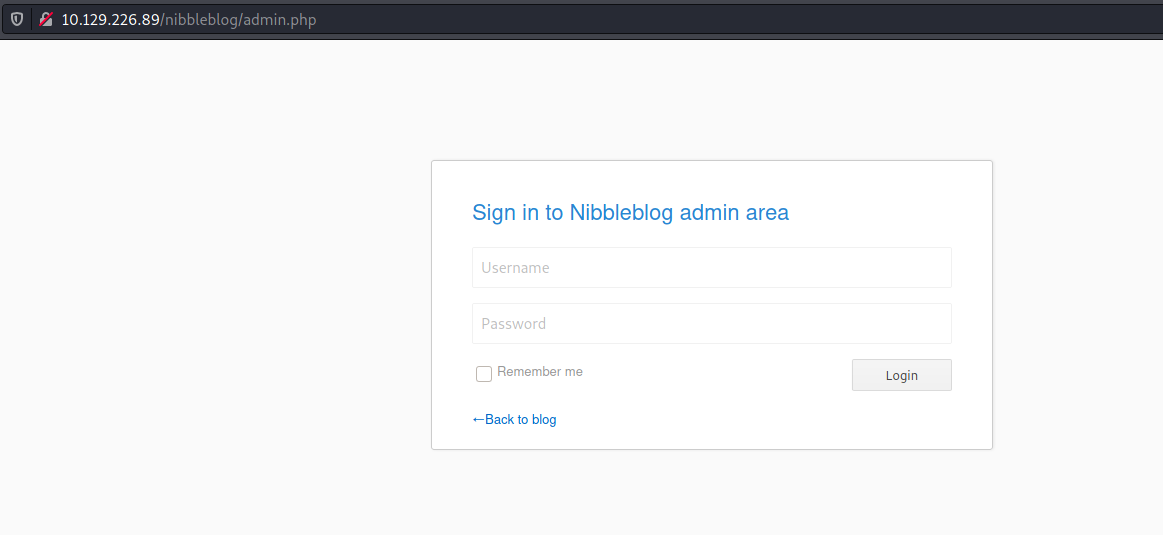 10.129.226.89/nibbleblog/admin.php
Sign in to Nibbleblog admin area
Username
Password
Remember me
Login
←Back to blog